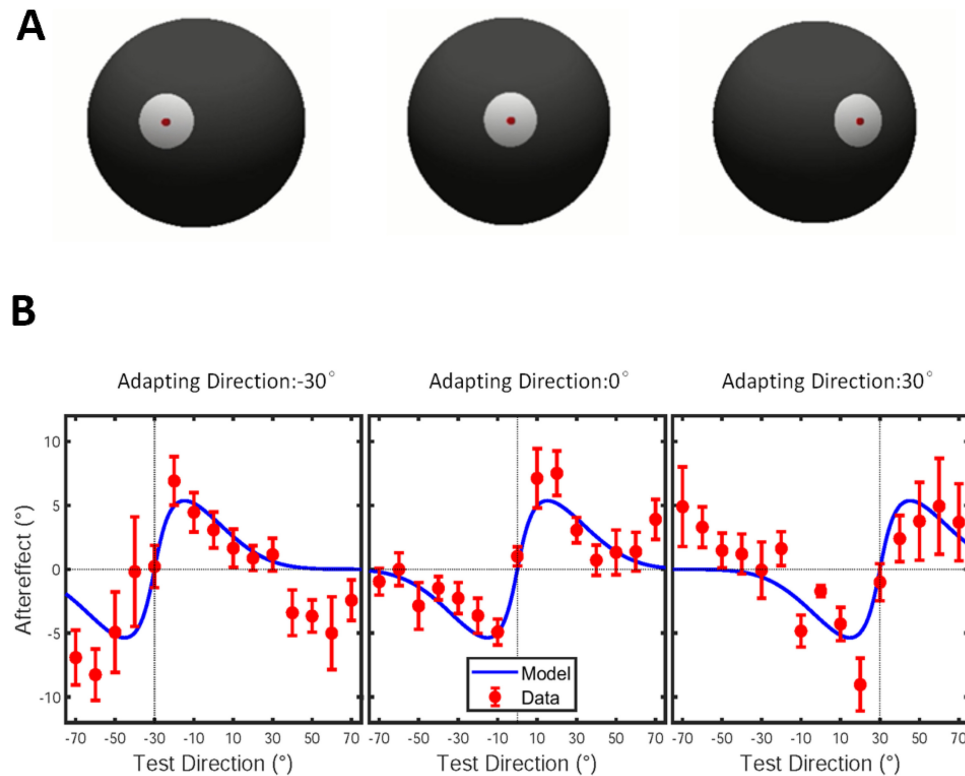 A
B
Adapting Direction:-30°
Adapting Direction:0°
Adapting Direction:30°
Aftereffect (°)
10
5
0
-5
-10
Model
Data
-70 -50 -30 -10 10 30 50 70
-70 -50 -30 -10 10 30 50 70
-70 -50 -30 -10 10 30 50 70
Test Direction (°)
Test Direction (°)
Test Direction (°)